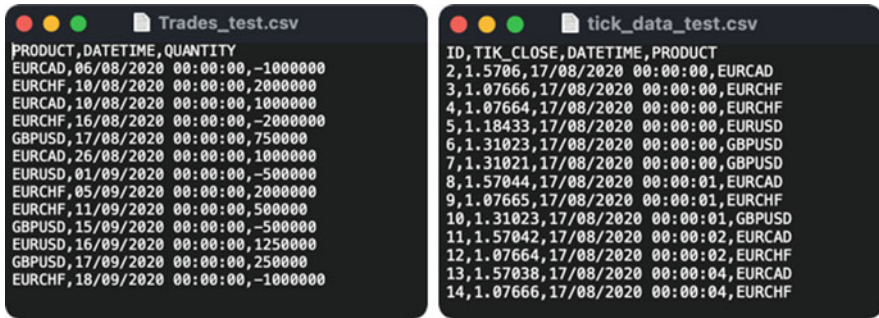 Trades_test.csv
PRODUCT,DATETIME,QUANTITY
EURCAD,06/08/2020 00:00:00,-1000000
EURCHF,10/08/2020 00:00:00,2000000
EURCAD,10/08/2020 00:00:00,1000000
EURCHF,16/08/2020 00:00:00,-2000000
GBPUSD,17/08/2020 00:00:00,750000
EURCAD,26/08/2020 00:00:00,1000000
EURUSD,01/09/2020 00:00:00,-500000
EURCHF,05/09/2020 00:00:00,2000000
EURCHF,11/09/2020 00:00:00,500000
GBPUSD,15/09/2020 00:00:00,-500000
EURUSD,16/09/2020 00:00:00,1250000
GBPUSD,17/09/2020 00:00:00,250000
EURCHF,18/09/2020 00:00:00,-1000000
tick_data_test.csv
ID,TIK_CLOSE,DATETIME,PRODUCT
2,1.5706,17/08/2020 00:00:00,EURCAD
3,1.07666,17/08/2020 00:00:00,EURCHF
4,1.07664,17/08/2020 00:00:00,EURCHF
5,1.18433,17/08/2020 00:00:00,EURUSD
6,1.31023,17/08/2020 00:00:00,GBPUSD
7,1.31021,17/08/2020 00:00:00,GBPUSD
8,1.57044,17/08/2020 00:00:01,EURCAD
9,1.07665,17/08/2020 00:00:01,EURCHF
10,1.31023,17/08/2020 00:00:01,GBPUSD
11,1.57042,17/08/2020 00:00:02,EURCAD
12,1.07664,17/08/2020 00:00:02,EURCHF
13,1.57038,17/08/2020 00:00:04,EURCAD
14,1.07666,17/08/2020 00:00:04,EURCHF